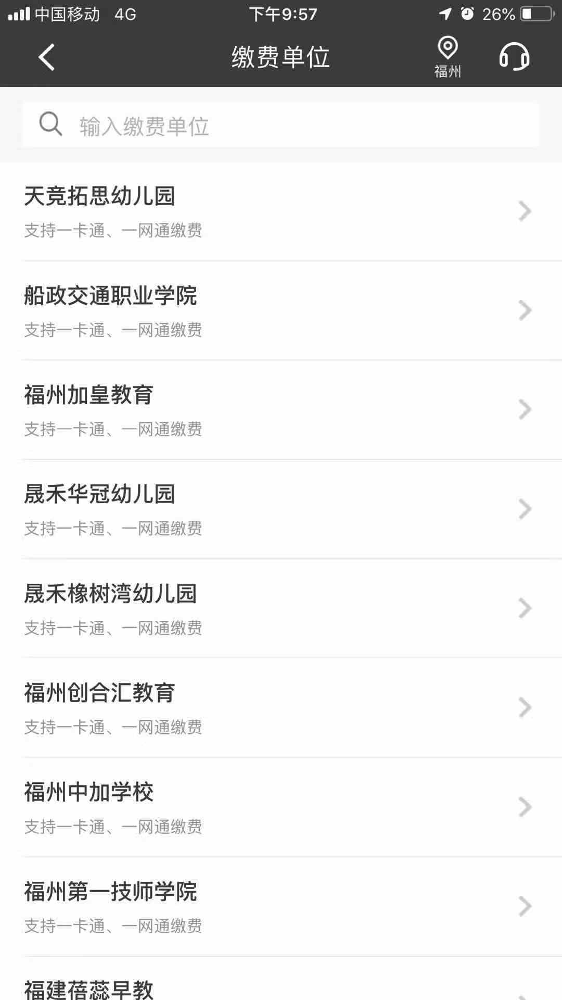 中国移动 4G 下午9:57 26%
缴费单位
福州
输入缴费单位
天竞拓思幼儿园
支持一卡通、一网通缴费
船政交通职业学院
支持一卡通、一网通缴费
福州加皇教育
支持一卡通、一网通缴费
晟禾华冠幼儿园
支持一卡通、一网通缴费
晟禾橡树湾幼儿园
支持一卡通、一网通缴费
福州创合汇教育
支持一卡通、一网通缴费
福州中加学校
支持一卡通、一网通缴费
福州第一技师学院
支持一卡通、一网通缴费
福建蓓蕊早教